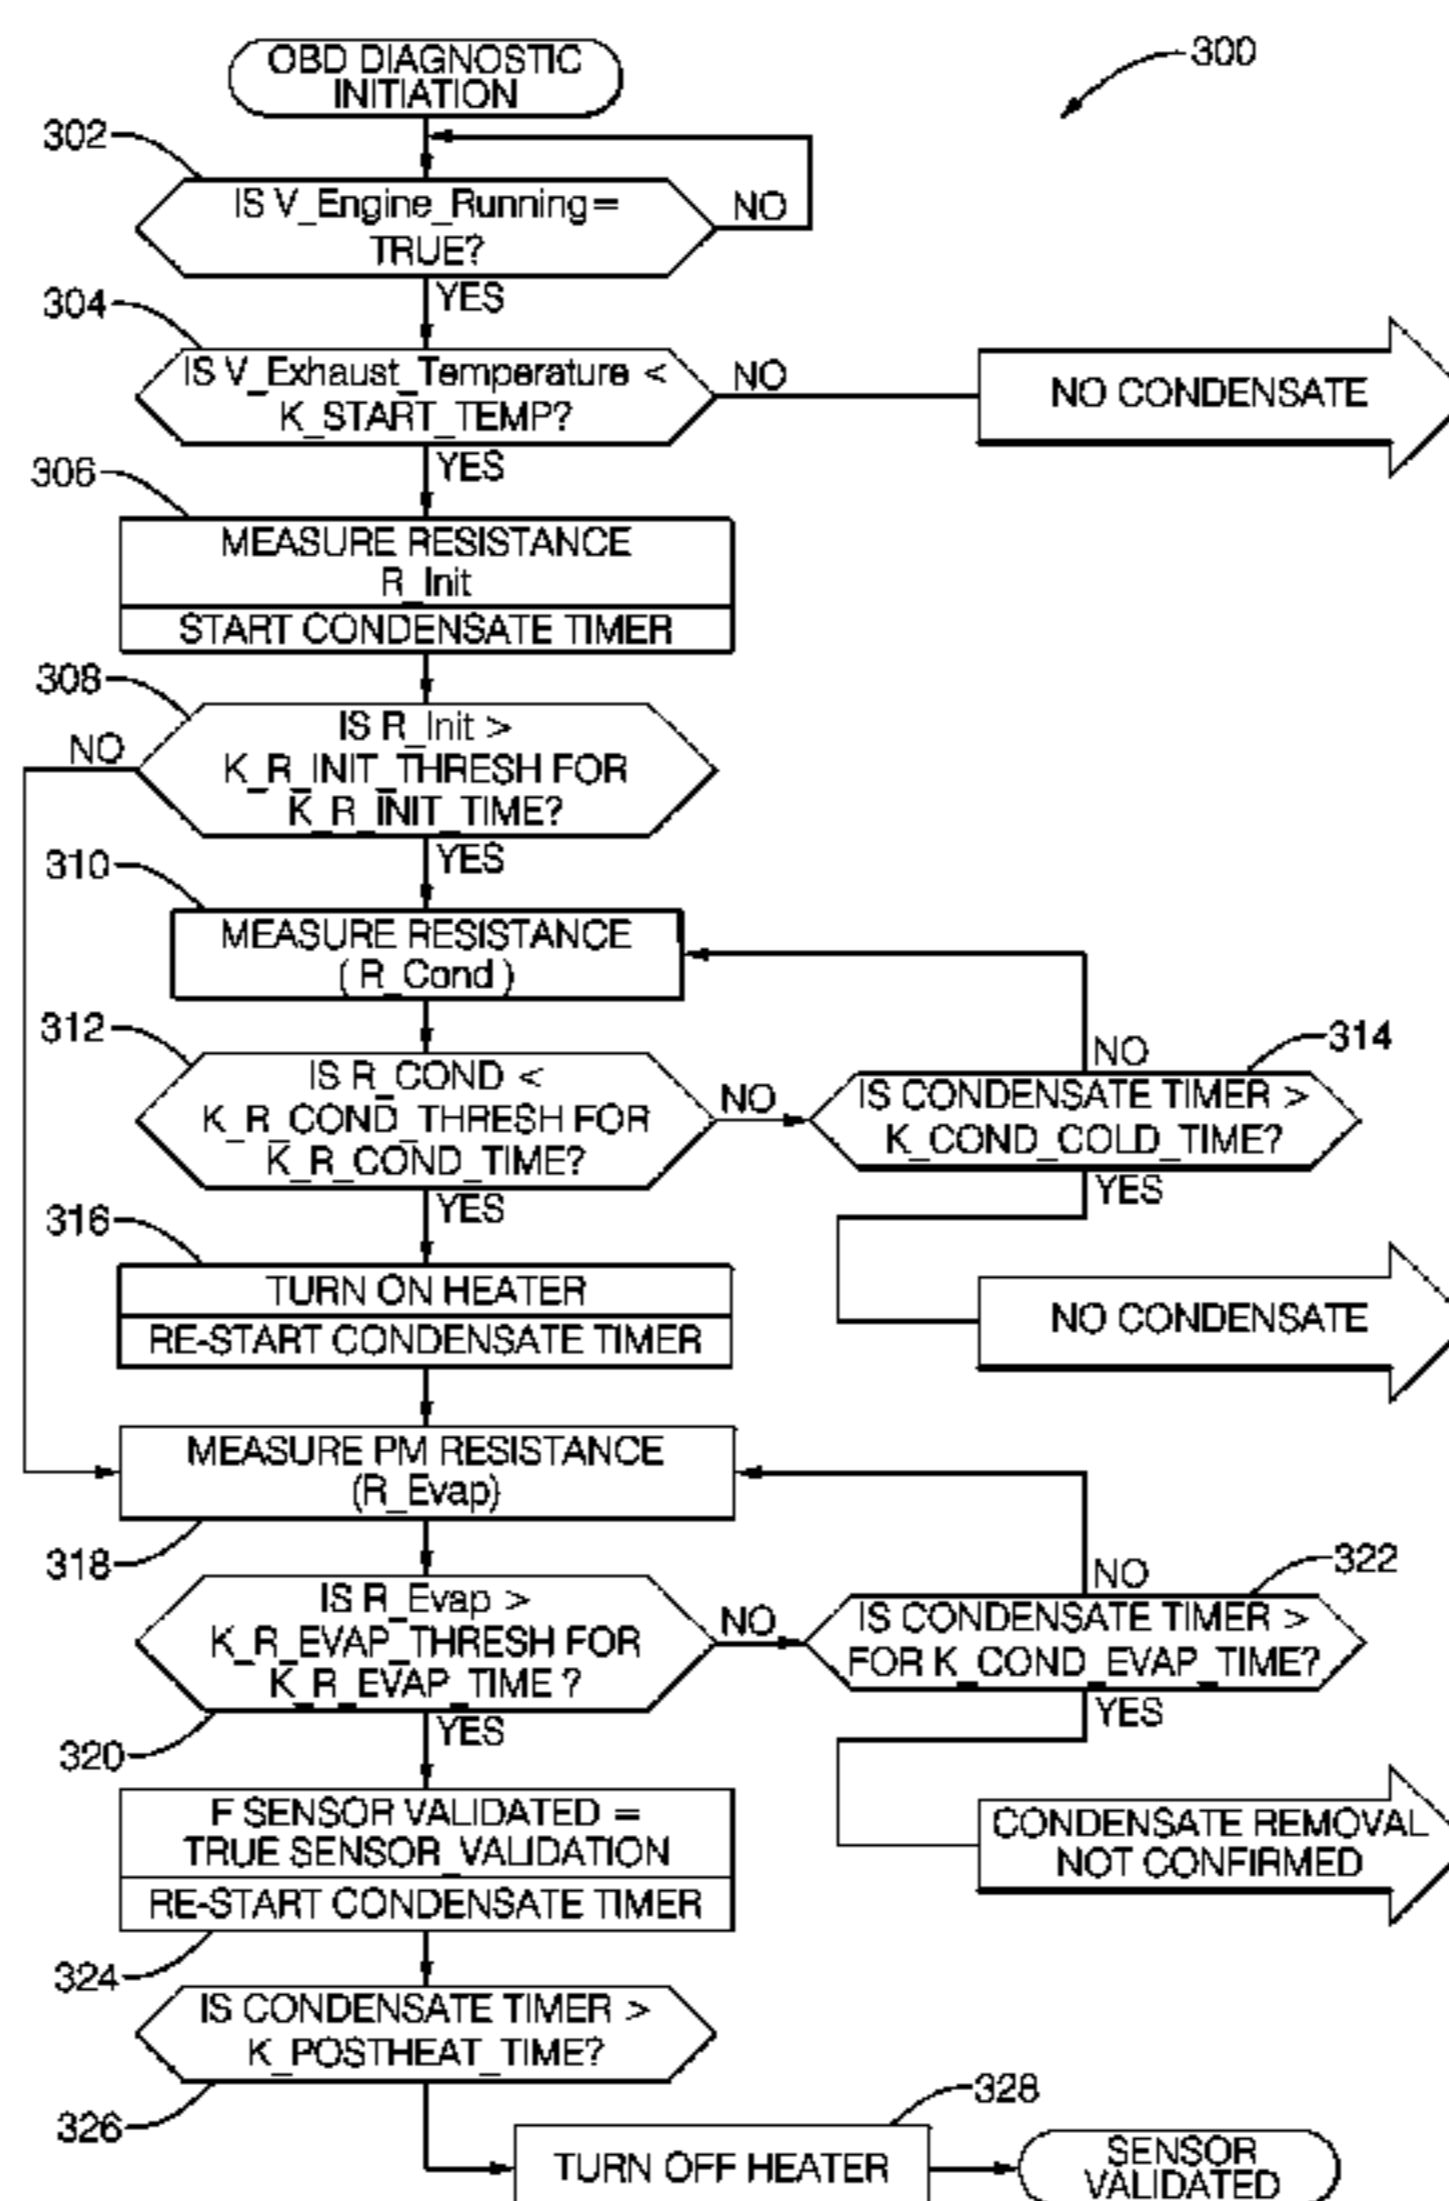 OBD DIAGNOSTIC
INITIATION
300
302
IS V_Engine_Running=
TRUE?
NO
YES
304
IS V_Exhaust_Temperature <
K_START_TEMP?
NO
NO CONDENSATE
YES
306
MEASURE RESISTANCE
R_Init
START CONDENSATE TIMER
308
IS R_Init >
K_R_INIT_THRESH FOR
K_R_INIT_TIME?
NO
YES
310
MEASURE RESISTANCE
( R_Cond )
312
IS R_COND <
K_R_COND_THRESH FOR
K_R_COND_TIME?
NO
314
NO
IS CONDENSATE TIMER >
K_COND_COLD_TIME?
YES
YES
NO CONDENSATE
316
TURN ON HEATER
RE-START CONDENSATE TIMER
MEASURE PM RESISTANCE
(R_Evap)
318
IS R_Evap >
K_R_EVAP_THRESH FOR
K_R_EVAP_TIME ?
NO
322
NO
IS CONDENSATE TIMER >
FOR K_COND_EVAP_TIME?
YES
320
YES
CONDENSATE REMOVAL
NOT CONFIRMED
F SENSOR VALIDATED =
TRUE SENSOR_VALIDATION
RE-START CONDENSATE TIMER
324
IS CONDENSATE TIMER >
K_POSTHEAT_TIME?
326
328
TURN OFF HEATER
SENSOR
VALIDATED